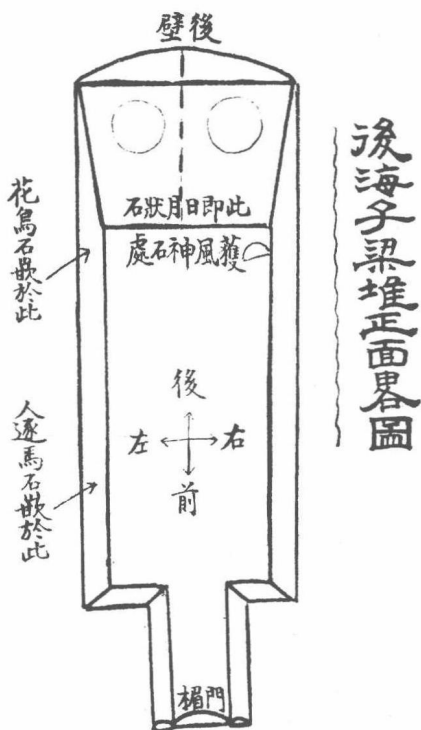 後海子梁堆正面畧圖
後壁
此即日月狀石
獲風神石處
花鳥石嵌於此
人逐馬石嵌於此
後
右
左
前
門楣